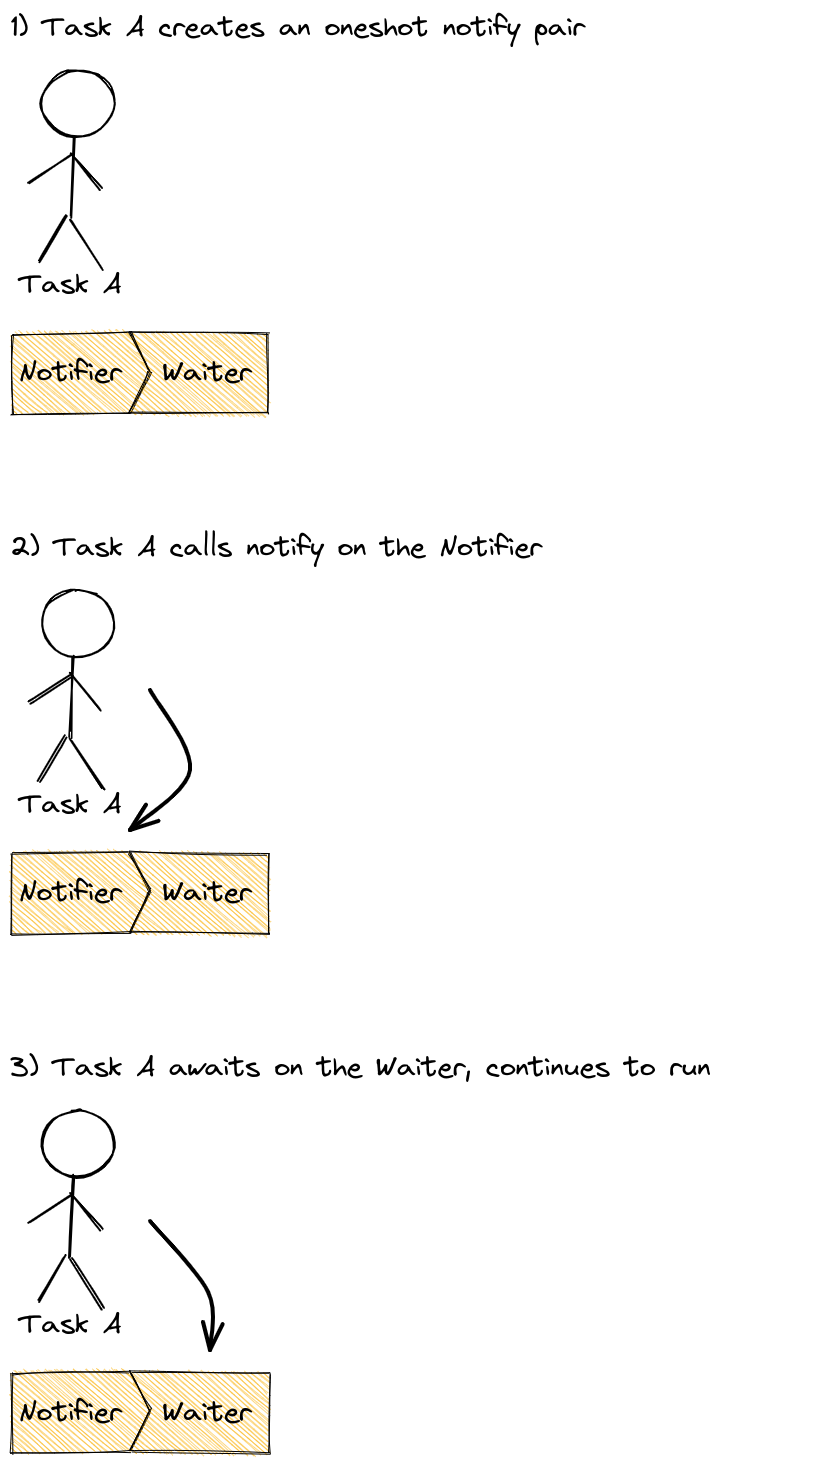 1) Task A creates an oneshot notify pair
Task A
Notifier Waiter
2) Task A calls notify on the Notifier
Task A
Notifier Waiter
3) Task A awaits on the Waiter, continues to run
Task A
Notifier Waiter